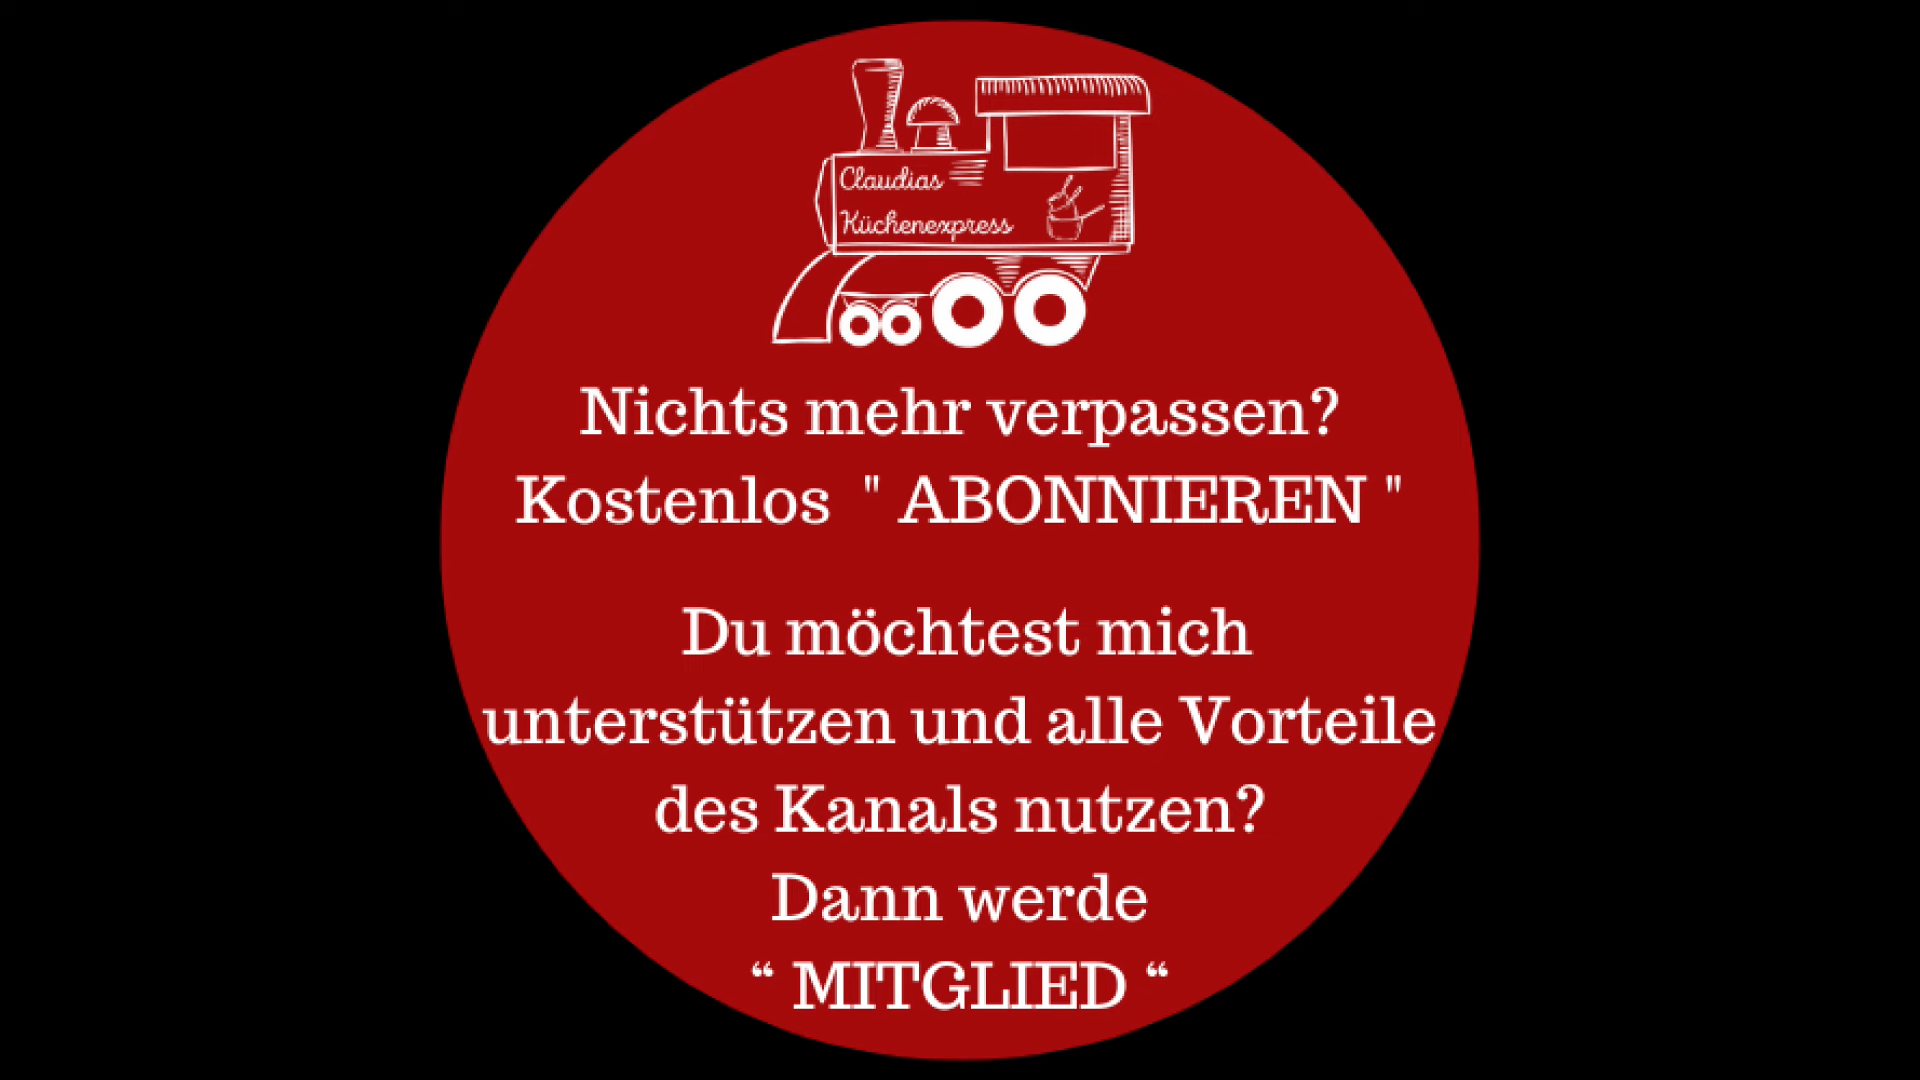 Claudias
Küchenexpress
Nichts mehr verpassen?
Kostenlos " ABONNIEREN "
Du möchtest mich
unterstützen und alle Vorteile
des Kanals nutzen?
Dann werde
“ MITGLIED “